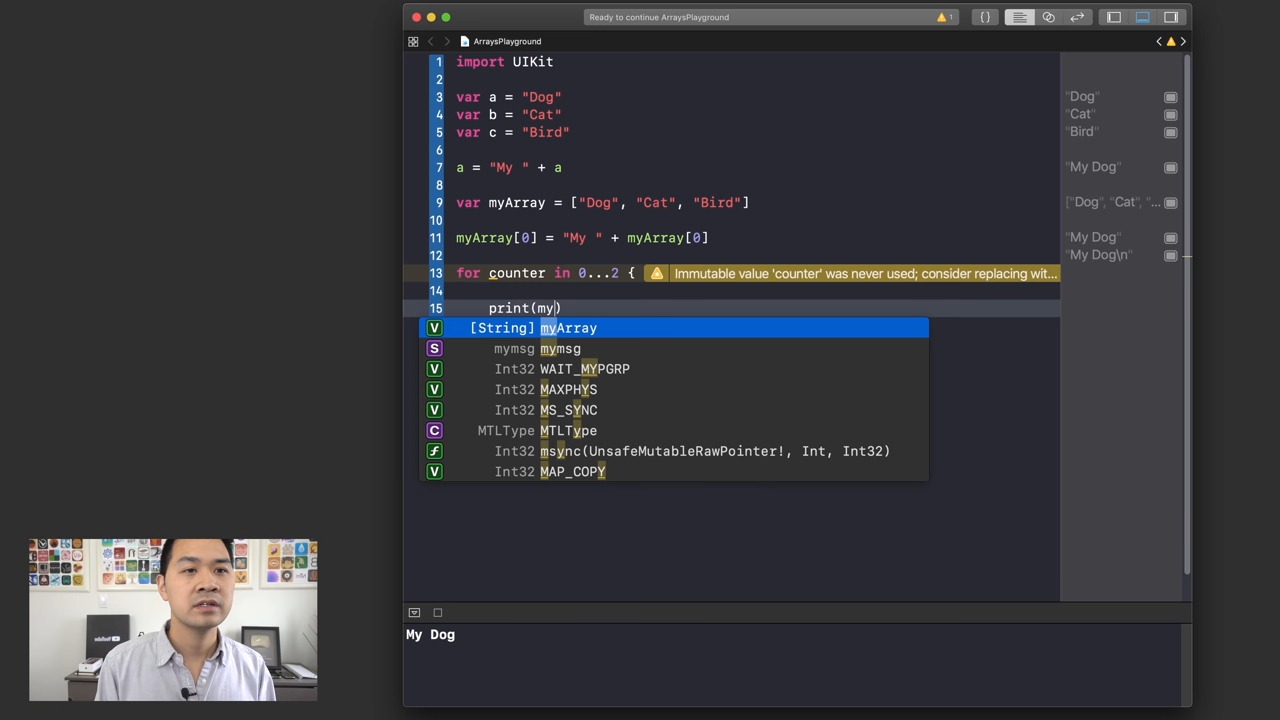 Ready to continue ArraysPlayground
1
{ }
ArraysPlayground
1 import UIKit
2
3 var a = "Dog"
"Dog"
4 var b = "Cat"
"Cat"
5 var c = "Bird"
"Bird"
6
7 a = "My " + a
"My Dog"
8
9 var myArray = ["Dog", "Cat", "Bird"]
["Dog", "Cat", "...
10
11 myArray[0] = "My " + myArray[0]
"My Dog"
12
"My Dog\n"
13 for counter in 0...2 {
Immutable value 'counter' was never used; consider replacing wit...
14
15 print(my)
V [String] myArray
S mymsg mymsg
V Int32 WAIT_MYPGRP
V Int32 MAXPHYS
V Int32 MS_SYNC
C MTLType MTLType
f Int32 msync(UnsafeMutableRawPointer!, Int, Int32)
V Int32 MAP_COPY
My Dog
YouTube